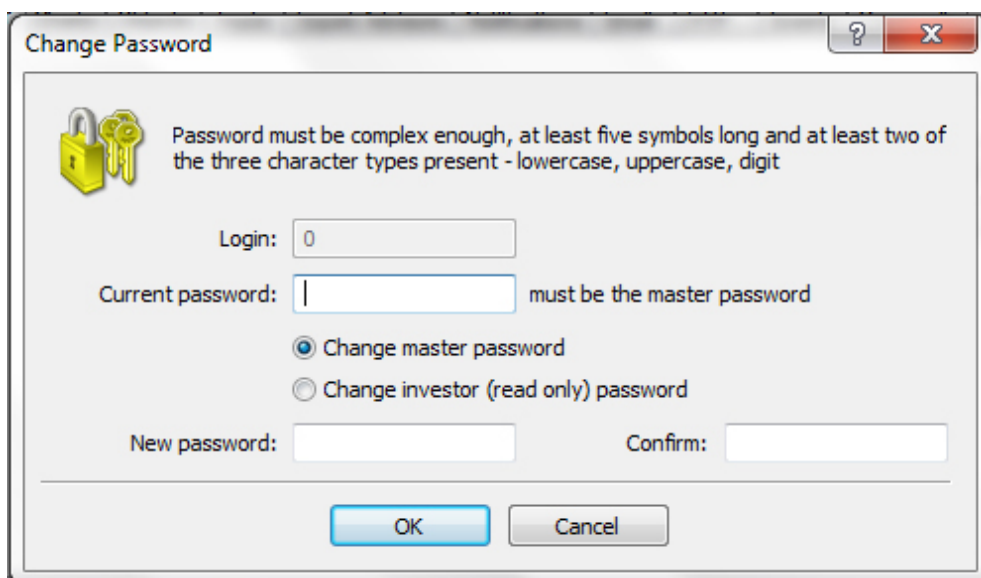 Change Password
Password must be complex enough, at least five symbols long and at least two of
the three character types present - lowercase, uppercase, digit
Login: 0
Current password: must be the master password
Change master password
Change investor (read only) password
New password: Confirm:
OK Cancel